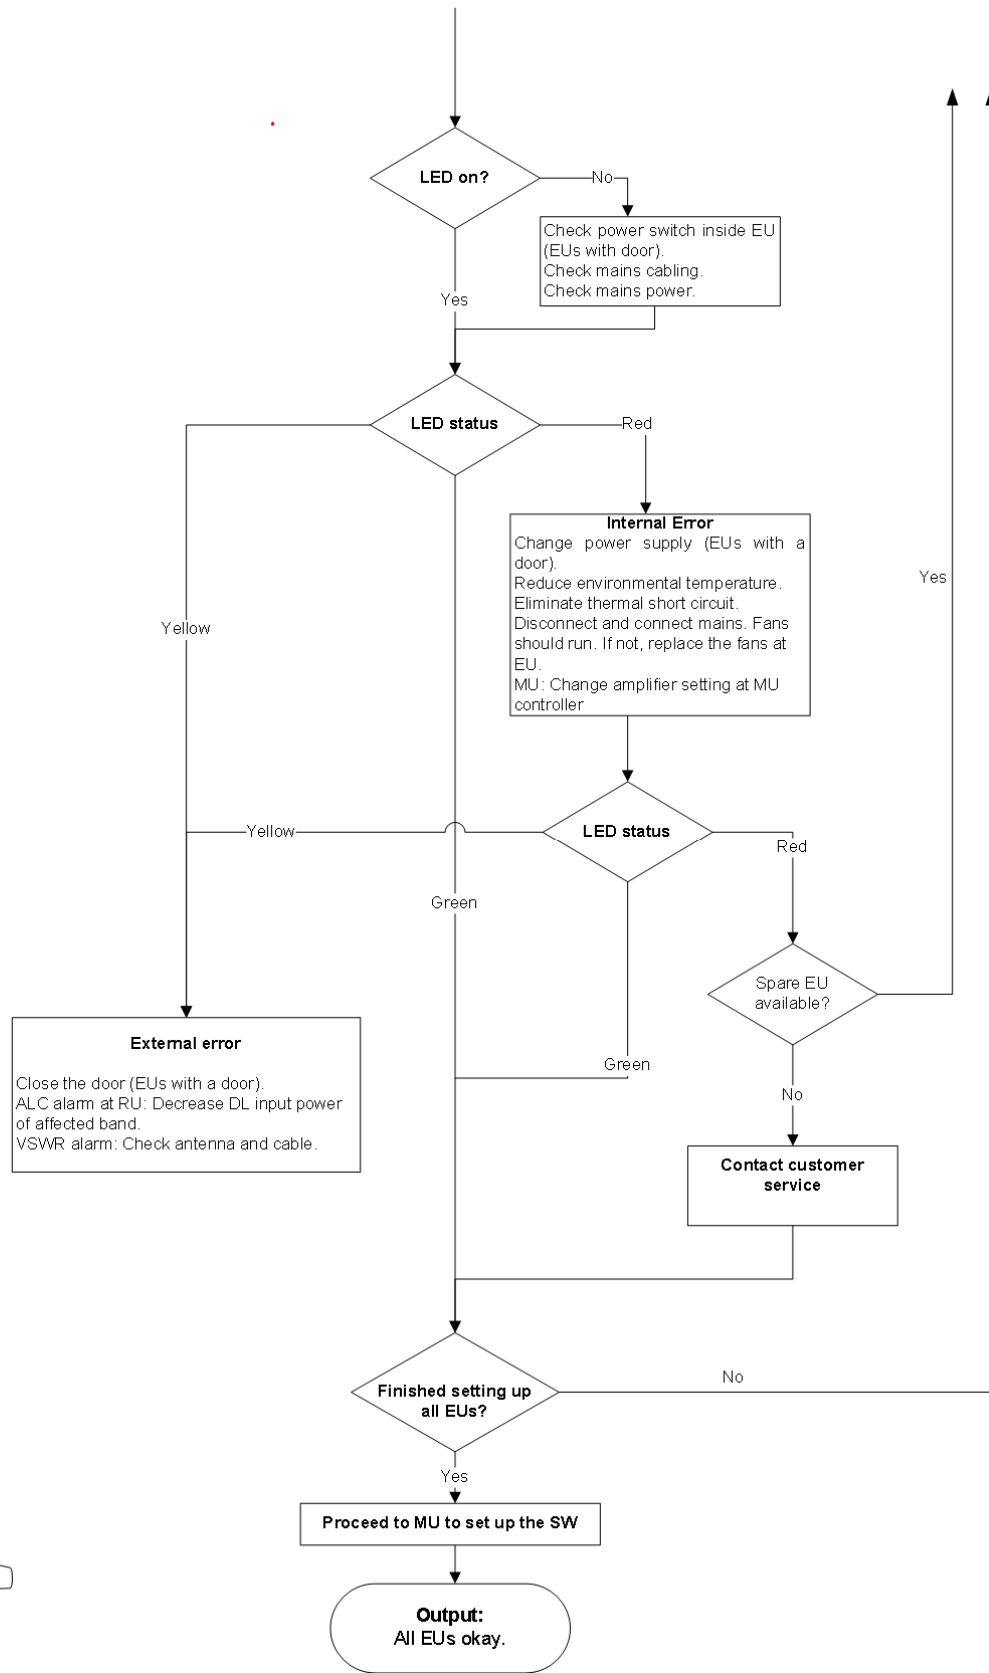 LED on?
No
Check power switch inside EU
(EUs with door).
Check mains cabling.
Check mains power.
Yes
LED status
Red
Internal Error
Change power supply (EUs with a
door).
Reduce environmental temperature.
Eliminate thermal short circuit.
Disconnect and connect mains. Fans
should run. If not, replace the fans at
EU.
MU: Change amplifier setting at MU
controller
Yes
Yellow
Yellow
LED status
Red
Green
Spare EU
available?
External error
Close the door (EUs with a door).
ALC alarm at RU: Decrease DL input power
of affected band.
VSWR alarm: Check antenna and cable.
Green
No
Contact customer
service
Finished setting up
all EUs?
No
Yes
Proceed to MU to set up the SW
Output:
All EUs okay.